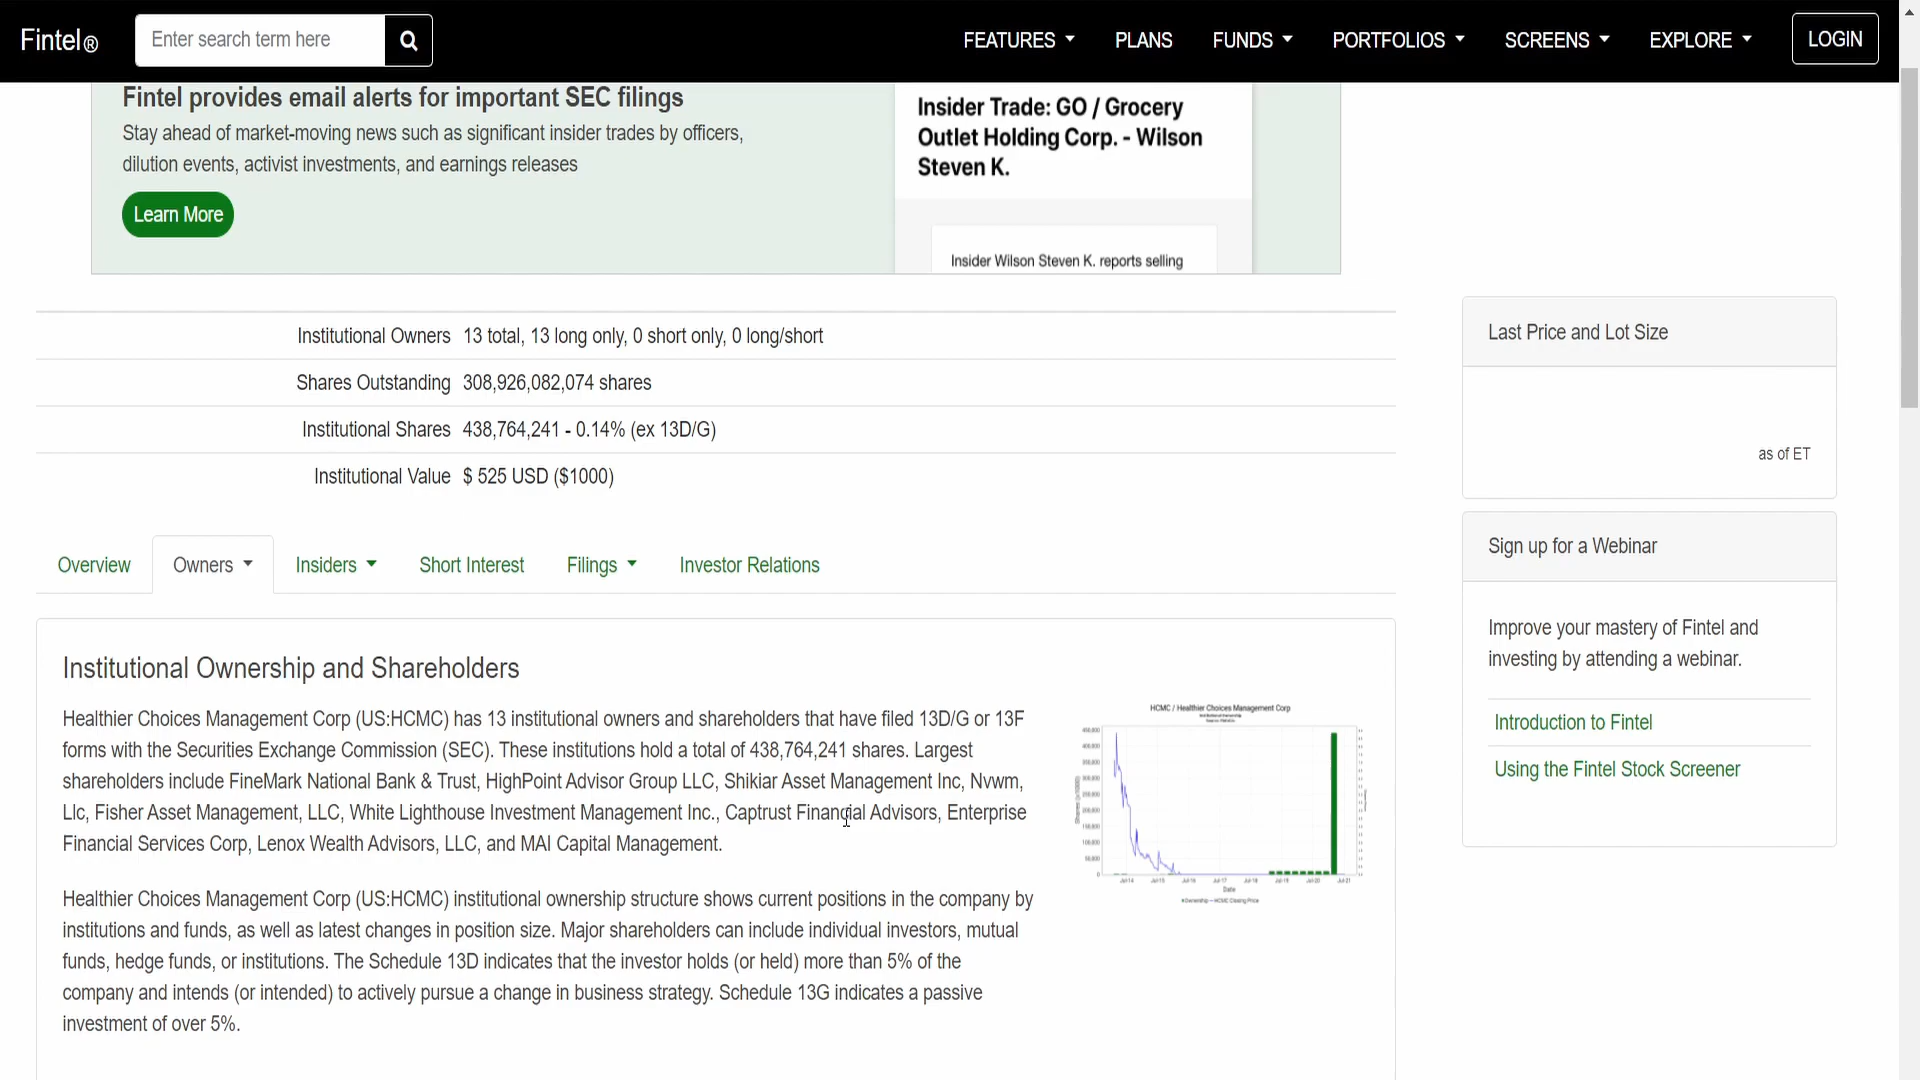 Fintel®
Enter search term here
FEATURES
PLANS
FUNDS
PORTFOLIOS
SCREENS
EXPLORE
LOGIN
Fintel provides email alerts for important SEC filings
Stay ahead of market-moving news such as significant insider trades by officers,
dilution events, activist investments, and earnings releases
Learn More
Insider Trade: GO / Grocery
Outlet Holding Corp. - Wilson
Steven K.
Insider Wilson Steven K. reports selling
Institutional Owners 13 total, 13 long only, 0 short only, 0 long/short
Shares Outstanding 308,926,082,074 shares
Institutional Shares 438,764,241 - 0.14% (ex 13D/G)
Institutional Value $ 525 USD ($1000)
Last Price and Lot Size
as of ET
Sign up for a Webinar
Improve your mastery of Fintel and
investing by attending a webinar.
Introduction to Fintel
Using the Fintel Stock Screener
Overview
Owners
Insiders
Short Interest
Filings
Investor Relations
Institutional Ownership and Shareholders
Healthier Choices Management Corp (US:HCMC) has 13 institutional owners and shareholders that have filed 13D/G or 13F
forms with the Securities Exchange Commission (SEC). These institutions hold a total of 438,764,241 shares. Largest
shareholders include FineMark National Bank & Trust, HighPoint Advisor Group LLC, Shikiar Asset Management Inc, Nvwm,
Llc, Fisher Asset Management, LLC, White Lighthouse Investment Management Inc., Captrust Financial Advisors, Enterprise
Financial Services Corp, Lenox Wealth Advisors, LLC, and MAI Capital Management.
Healthier Choices Management Corp (US:HCMC) institutional ownership structure shows current positions in the company by
institutions and funds, as well as latest changes in position size. Major shareholders can include individual investors, mutual
funds, hedge funds, or institutions. The Schedule 13D indicates that the investor holds (or held) more than 5% of the
company and intends (or intended) to actively pursue a change in business strategy. Schedule 13G indicates a passive
investment of over 5%.
HCMC / Healthier Choices Management Corp
Date